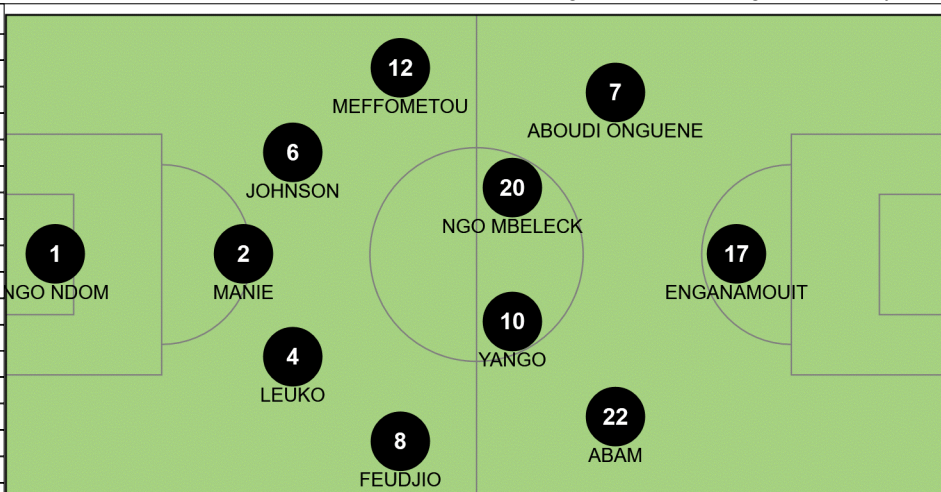 12
MEFFOMETOU
7
ABOUDI ONGUENE
6
JOHNSON
20
NGO MBELECK
1
NGO NDOM
2
MANIE
17
ENGANAMOUIT
10
YANGO
4
LEUKO
22
ABAM
8
FEUDJIO